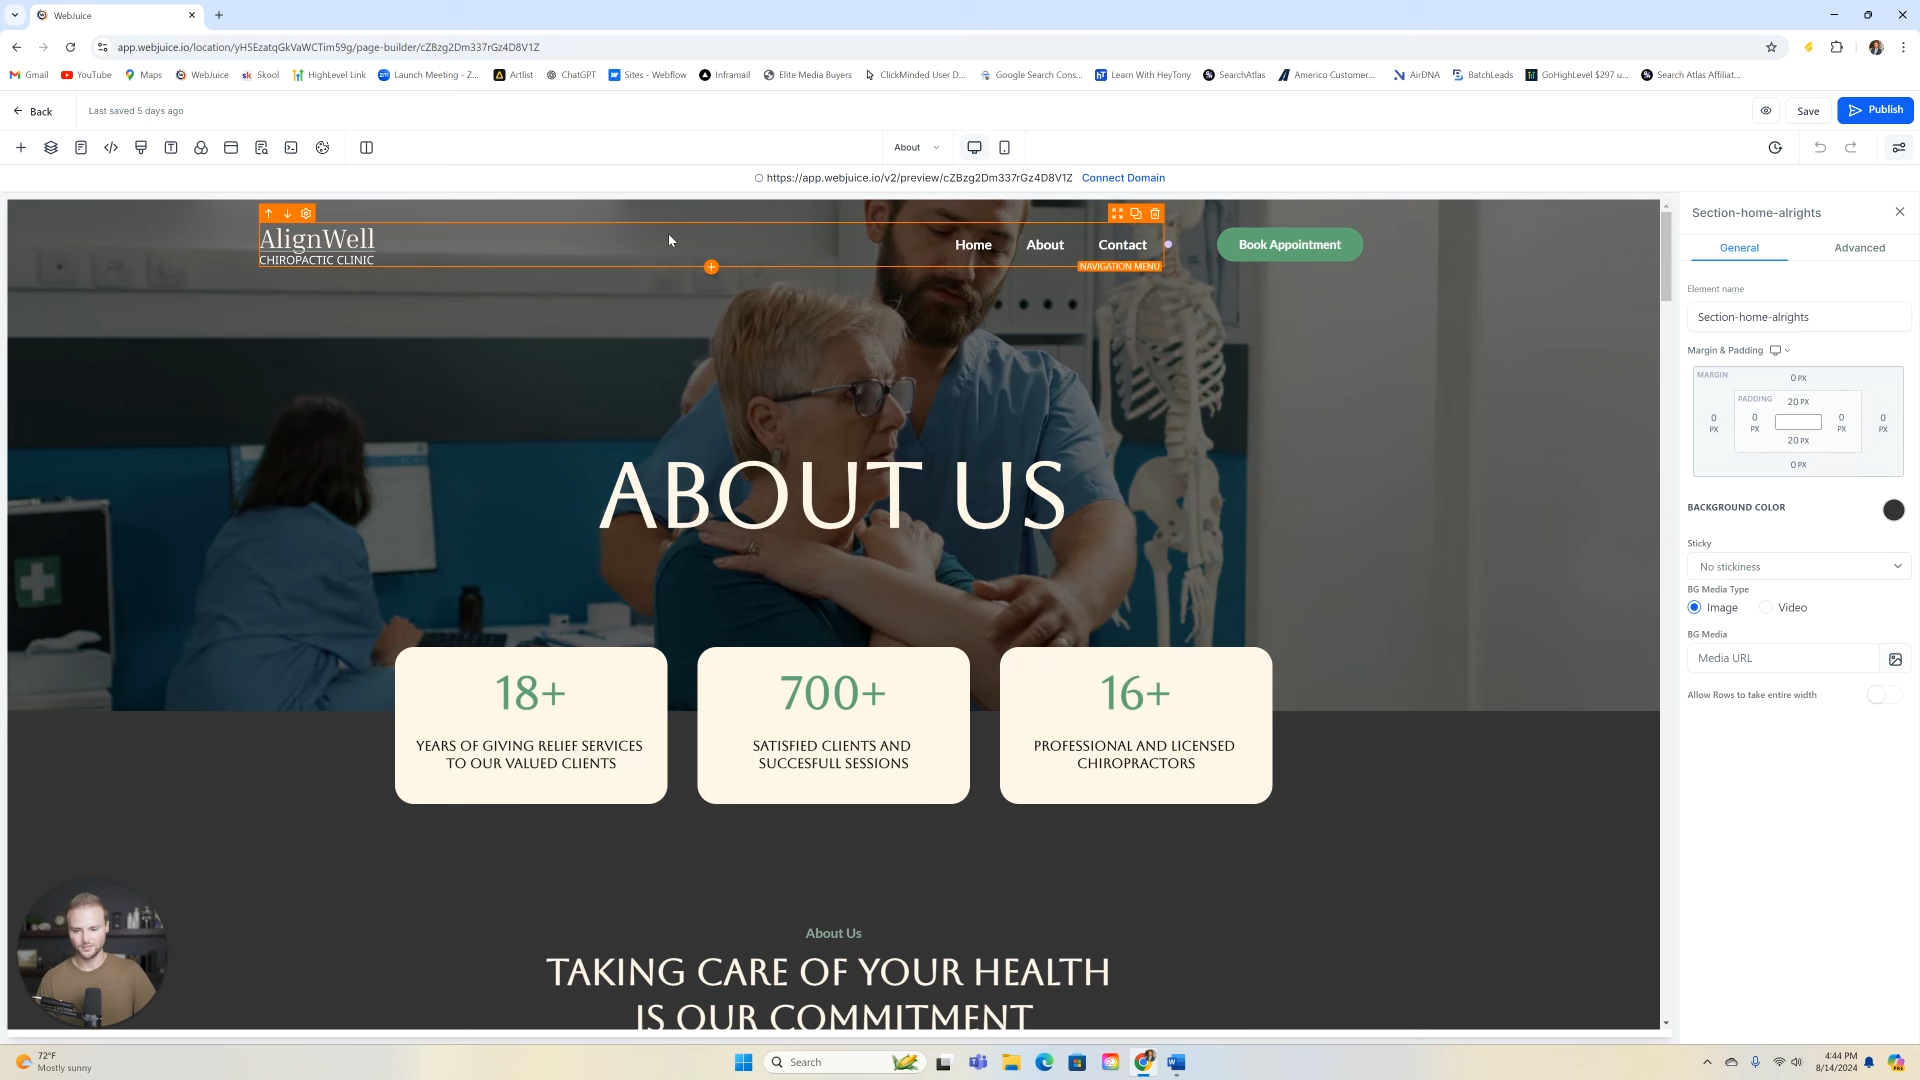 WebJuice
app.webjuice.io/location/yH5EzatqGkVaWCTim59g/page-builder/cZBzg2Dm337rGz4D8V1Z
Gmail YouTube Maps WebJuice Skool HighLevel Link Launch Meeting - Z... Artlist ChatGPT Sites - Webflow Inframail Elite Media Buyers ClickMinded User D... Google Search Cons... Learn With HeyTony SearchAtlas Americo Customer... AirDNA BatchLeads GoHighLevel $297 u... Search Atlas Affiliat...
Back Last saved 5 days ago Save Publish
About
https://app.webjuice.io/v2/preview/cZBzg2Dm337rGz4D8V1Z Connect Domain
AlignWell
CHIROPACTIC CLINIC
Home About Contact Book Appointment
NAVIGATION MENU
ABOUT US
18+
YEARS OF GIVING RELIEF SERVICES
TO OUR VALUED CLIENTS
700+
SATISFIED CLIENTS AND
SUCCESFULL SESSIONS
16+
PROFESSIONAL AND LICENSED
CHIROPRACTORS
About Us
TAKING CARE OF YOUR HEALTH
IS OUR COMMITMENT
Section-home-alrights
General Advanced
Element name
Section-home-alrights
Margin & Padding
MARGIN
0 PX
PADDING
20 PX
0 PX 0 PX 0 PX 0 PX
20 PX
0 PX
BACKGROUND COLOR
Sticky
No stickiness
BG Media Type
Image Video
BG Media
Media URL
Allow Rows to take entire width
72°F
Mostly sunny
Search
4:44 PM
8/14/2024